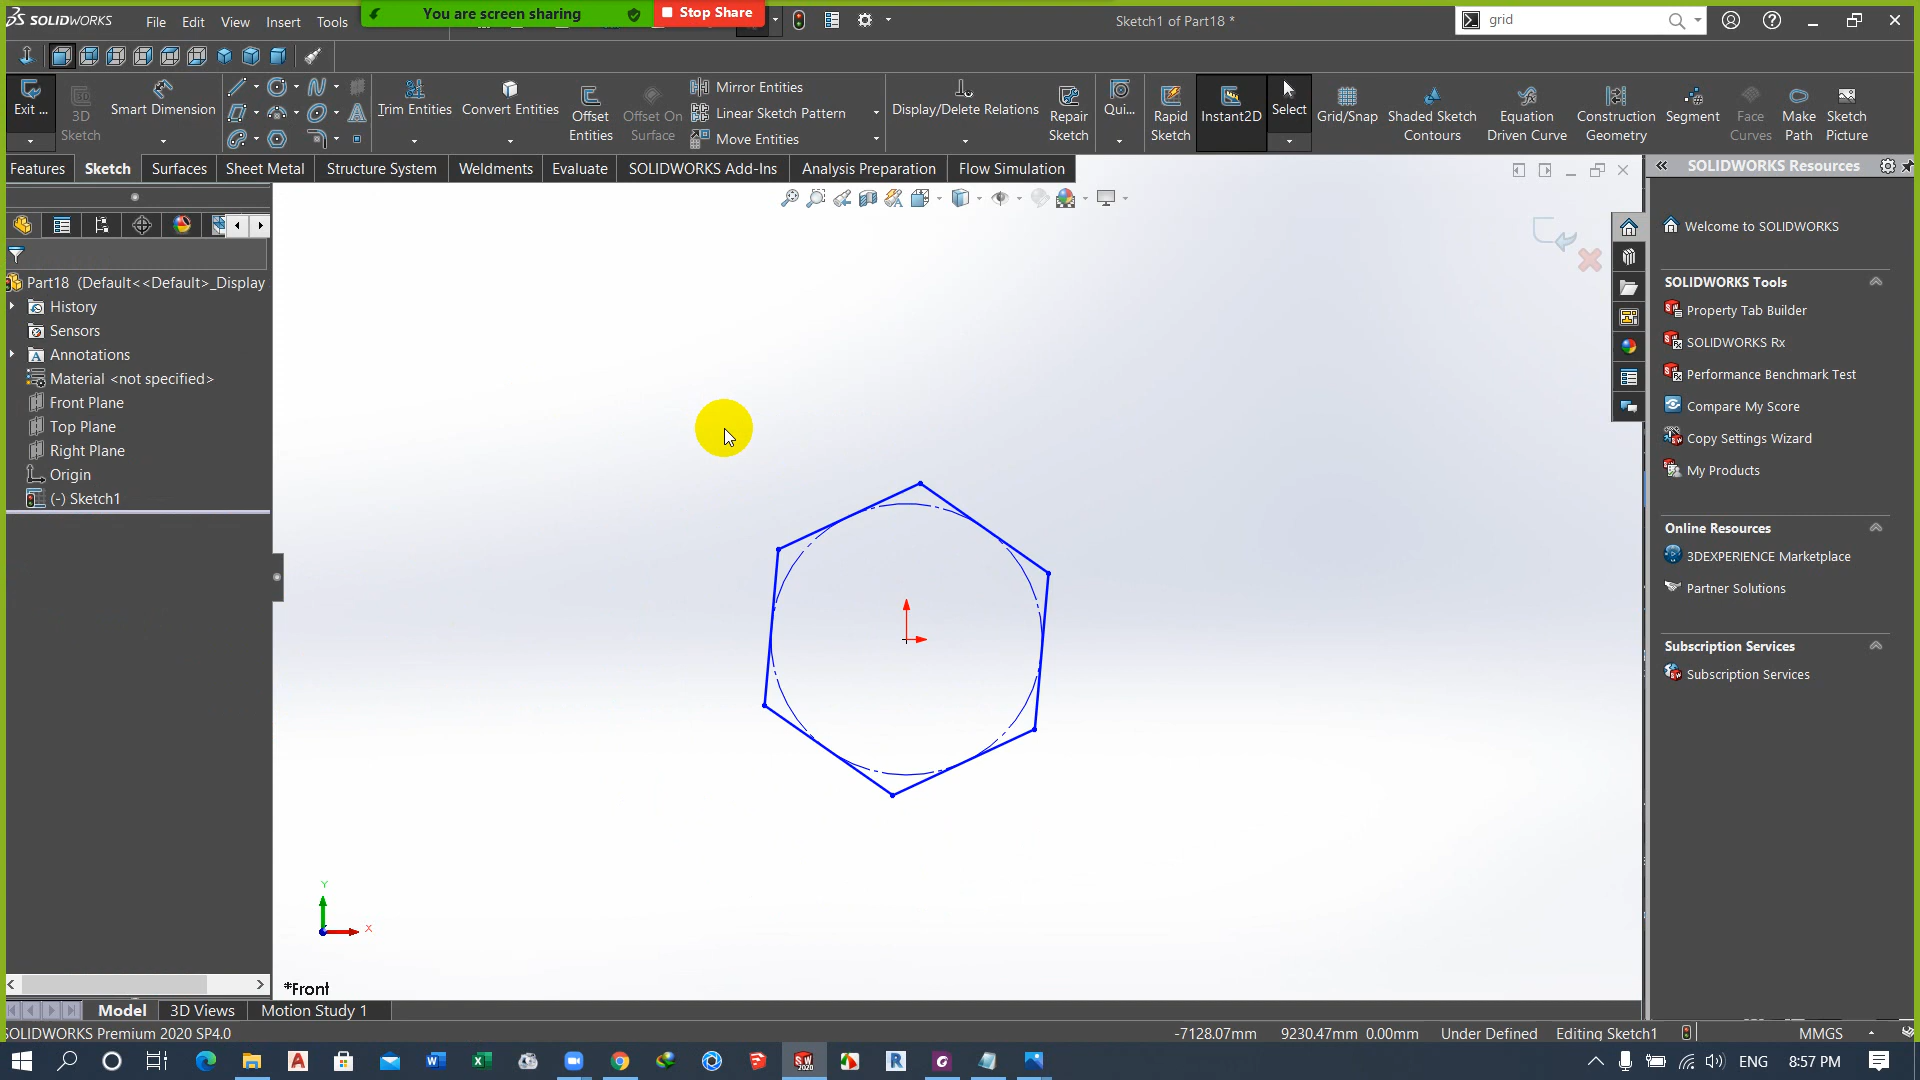 SOLIDWORKS
File Edit View Insert Tools
You are screen sharing
Stop Share
Sketch1 of Part18 *
grid
Exit ...
3D Sketch
Smart Dimension
Trim Entities
Convert Entities
Offset Entities
Offset On Surface
Mirror Entities
Linear Sketch Pattern
Move Entities
Display/Delete Relations
Repair Sketch
Qui...
Rapid Sketch
Instant2D
Select
Grid/Snap
Shaded Sketch Contours
Equation Driven Curve
Construction Geometry
Segment
Face Curves
Make Path
Sketch Picture
Features Sketch Surfaces Sheet Metal Structure System Weldments Evaluate SOLIDWORKS Add-Ins Analysis Preparation Flow Simulation
Part18 (Default<<Default>_Display
History
Sensors
Annotations
Material <not specified>
Front Plane
Top Plane
Right Plane
Origin
(-) Sketch1
Y
X
*Front
SOLIDWORKS Resources
Welcome to SOLIDWORKS
SOLIDWORKS Tools
Property Tab Builder
SOLIDWORKS Rx
Performance Benchmark Test
Compare My Score
Copy Settings Wizard
My Products
Online Resources
3DEXPERIENCE Marketplace
Partner Solutions
Subscription Services
Subscription Services
Model 3D Views Motion Study 1
SOLIDWORKS Premium 2020 SP4.0
-7128.07mm 9230.47mm 0.00mm Under Defined Editing Sketch1 MMGS
ENG 8:57 PM